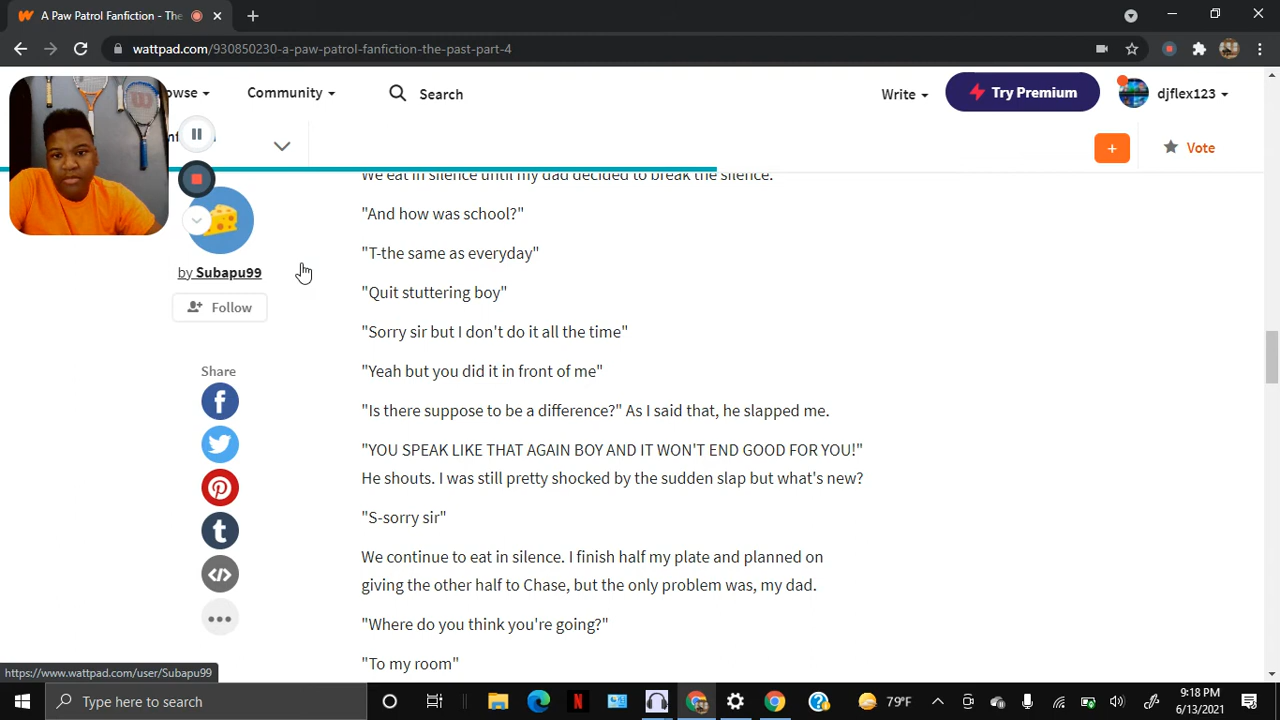 A Paw Patrol Fanfiction - The
wattpad.com/930850230-a-paw-patrol-fanfiction-the-past-part-4
owse
Community
Search
Write
Try Premium
djflex123
+
Vote
We eat in silence until my dad decided to break the silence.
"And how was school?"
"T-the same as everyday"
by Subapu99
"Quit stuttering boy"
Follow
"Sorry sir but I don't do it all the time"
Share
"Yeah but you did it in front of me"
"Is there suppose to be a difference?" As I said that, he slapped me.
"YOU SPEAK LIKE THAT AGAIN BOY AND IT WON'T END GOOD FOR YOU!"
He shouts. I was still pretty shocked by the sudden slap but what's new?
"S-sorry sir"
We continue to eat in silence. I finish half my plate and planned on
giving the other half to Chase, but the only problem was, my dad.
"Where do you think you're going?"
"To my room"
https://www.wattpad.com/user/Subapu99
Type here to search
79°F
9:18 PM
6/13/2021